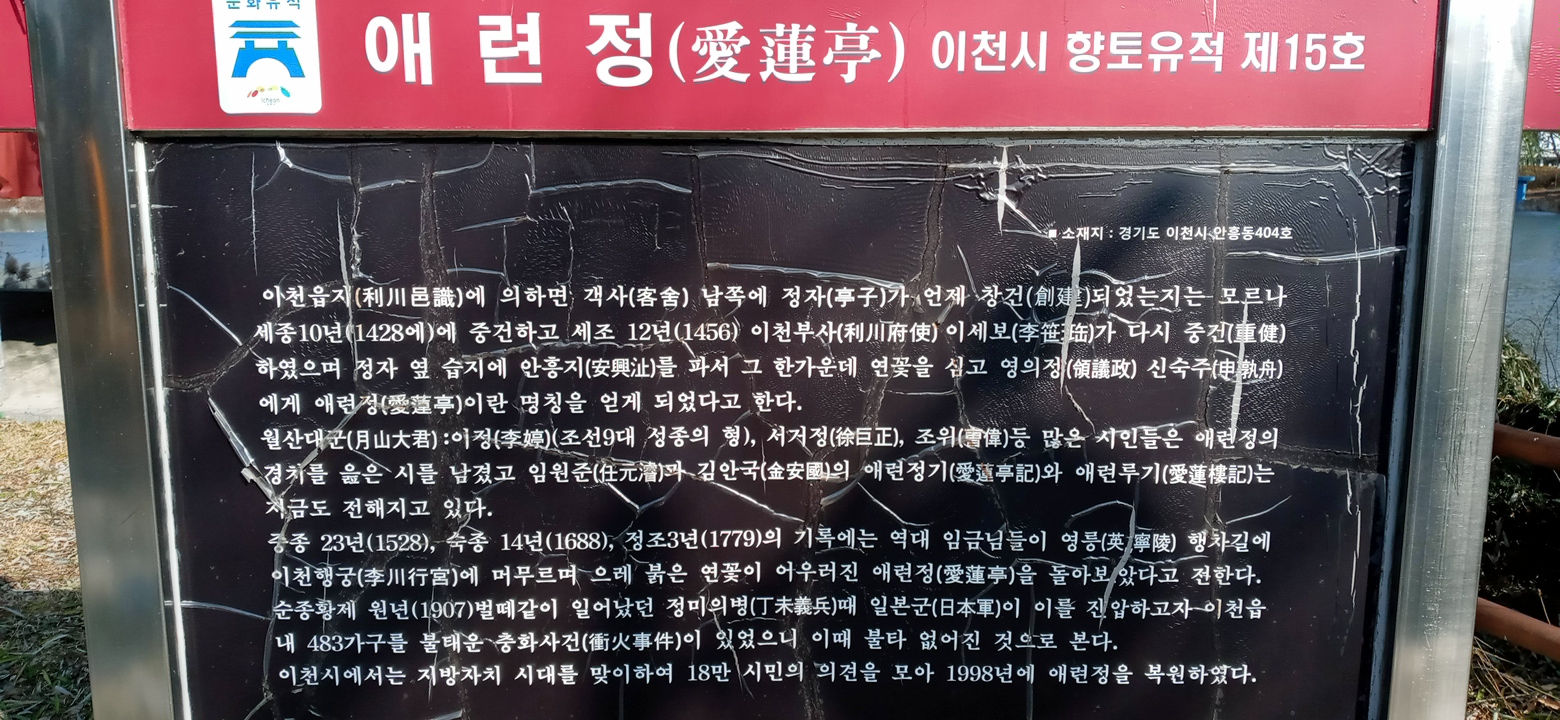 문화유적
icheon
애련정(愛蓮亭) 이천시 향토유적 제15호
■ 소재지 : 경기도 이천시 안흥동404호
이천읍지(利川邑識)에 의하면 객사(客舍) 남쪽에 정자(亭子)가 언제 창건(創建)되었는지는 모르나
세종10년(1428에)에 중건하고 세조 12년(1456) 이천부사(利川府使) 이세보(李笹)가 다시 중건(重健)
하였으며 정자 옆 습지에 안흥지(安興沚)를 파서 그 한가운데 연꽃을 심고 영의정(領議政) 신숙주(申孰舟)
에게 애련정(愛蓮亭)이란 명칭을 얻게 되었다고 한다.
월산대군(月山大君):이정(李婷)(조선9대 성종의 형), 서거정(徐巨正), 조위(偉)등 많은 시인들은 애련정의
경치를 읊은 시를 남겼고 임원준(任元濬)과 김안국(金安國)의 애련정기(愛蓮亭記)와 애련루기(愛蓮樓記)는
지금도 전해지고 있다.
중종 23년(1528), 숙종 14년(1688), 정조3년(1779)의 기록에는 역대 임금님들이 영릉(英,寧陵) 행차길에
이천행궁(李川行宮)에 머무르며 으레 붉은 연꽃이 어우러진 애련정(愛蓮亭)을 돌아보았다고 전한다.
순종황제 원년(1907)벌떼같이 일어났던 정미의병(丁未義兵)때 일본군(日本軍)이 이를 진압하고자 이천읍
내 483가구를 불태운 충화사건(衝火事件)이 있었으니 이때 불타 없어진 것으로 본다.
이천시에서는 지방자치 시대를 맞이하여 18만 시민의 의견을 모아 1998년에 애련정을 복원하였다.